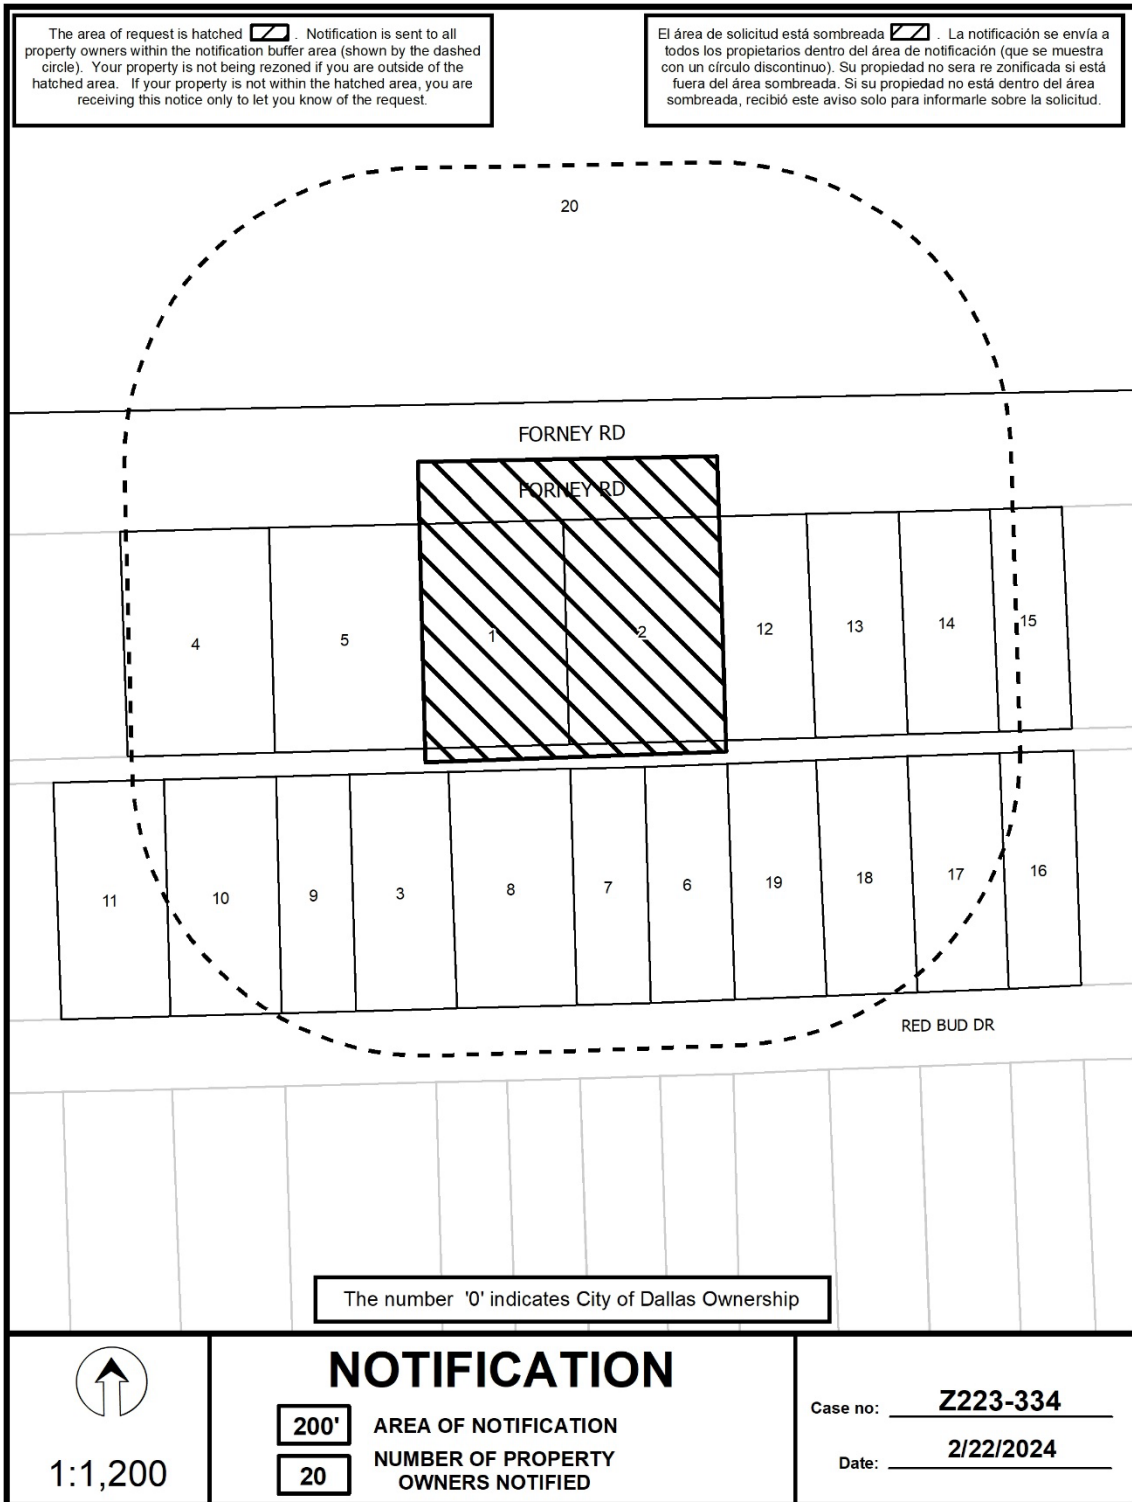 The area of request is hatched . Notification is sent to all
property owners within the notification buffer area (shown by the dashed
circle). Your property is not being rezoned if you are outside of the
hatched area. If your property is not within the hatched area, you are
receiving this notice only to let you know of the request.
El área de solicitud está sombreada . La notificación se envía a
todos los propietarios dentro del área de notificación (que se muestra
con un círculo discontinuo). Su propiedad no sera re zonificada si está
fuera del área sombreada. Si su propiedad no está dentro del área
sombreada, recibió este aviso solo para informarle sobre la solicitud.
20
FORNEY RD
FORNEY RD
4
5
1
2
12
13
14
15
11
10
9
3
8
7
6
19
18
17
16
RED BUD DR
The number '0' indicates City of Dallas Ownership
1:1,200
NOTIFICATION
200' AREA OF NOTIFICATION
20 NUMBER OF PROPERTY
OWNERS NOTIFIED
Case no: Z223-334
Date: 2/22/2024